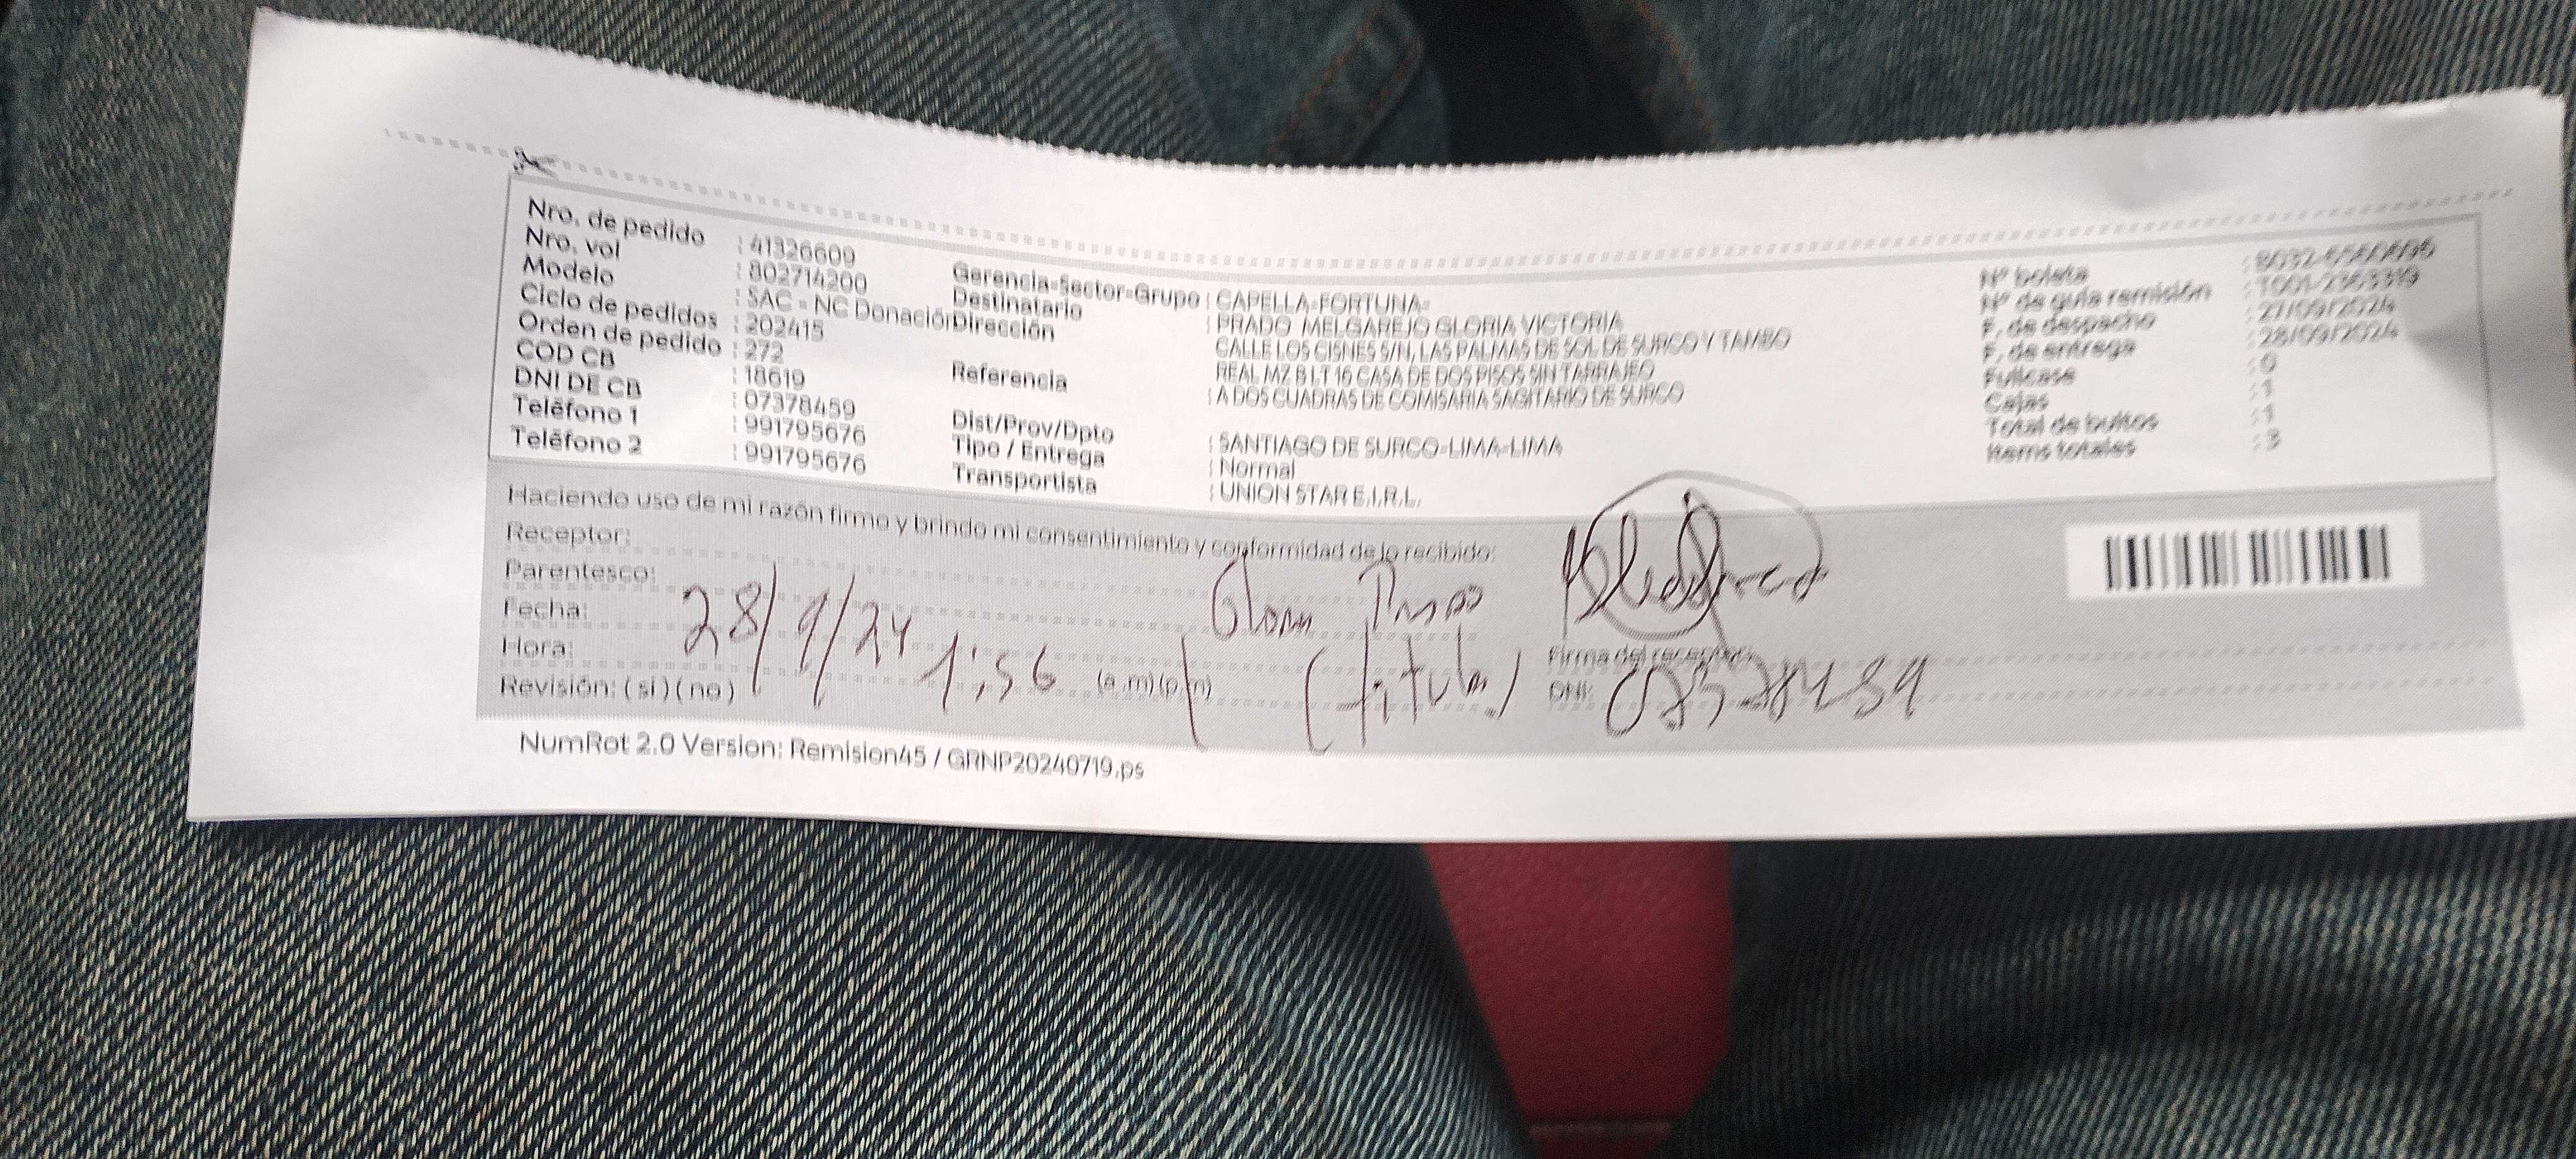 Nro. de pedido : 41326609
Nro. vol : 802714200
Modelo : SAC - NC Donación
Ciclo de pedidos : 202415
Orden de pedido : 272
COD CB : 18619
DNI DE CB : 07378459
Teléfono 1 : 991795676
Teléfono 2 : 991795676
Gerencia-Sector-Grupo : CAPELLA-FORTUNA-
Destinatario : PRADO MELGAREJO GLORIA VICTORIA
Dirección : CALLE LOS CISNES S/N, LAS PALMAS DE SOL DE SURCO Y TAMBO
REAL MZ B LT 16 CASA DE DOS PISOS SIN TARRAJEO
Referencia : A DOS CUADRAS DE COMISARIA SAGITARIO DE SURCO
Dist/Prov/Dpto : SANTIAGO DE SURCO-LIMA-LIMA
Tipo / Entrega : Normal
Transportista : UNION STAR E.I.R.L.
Nº boleta
Nº de guía remisión
F. de despacho : 27/09/2024
F. de entrega : 28/09/2024
Fullcase : 0
Cajas : 1
Total de bultos : 1
Items totales : 3
Haciendo uso de mi razón firmo y brindo mi consentimiento y conformidad de lo recibido:
Receptor:
Parentesco:
Fecha: 28/9/24
Hora: 1:56 (a.m)(p.m)
Revisión: (si) (no)
(titular)
Firma del receptor
DNI:
NumRot 2.0 Version: Remision45 / GRNP20240719.ps